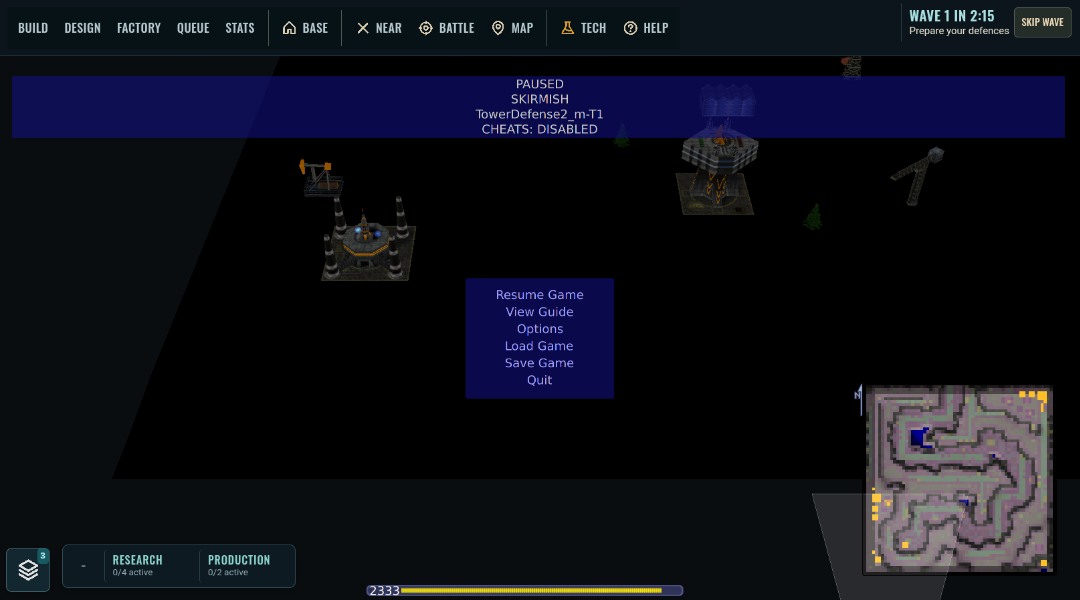 BUILD DESIGN FACTORY QUEUE STATS BASE NEAR BATTLE MAP TECH HELP
WAVE 1 IN 2:15
Prepare your defences
SKIP WAVE
PAUSED
SKIRMISH
TowerDefense2_m-T1
CHEATS: DISABLED
Resume Game
View Guide
Options
Load Game
Save Game
Quit
N
3
-
RESEARCH
0/4 active
PRODUCTION
0/2 active
2333